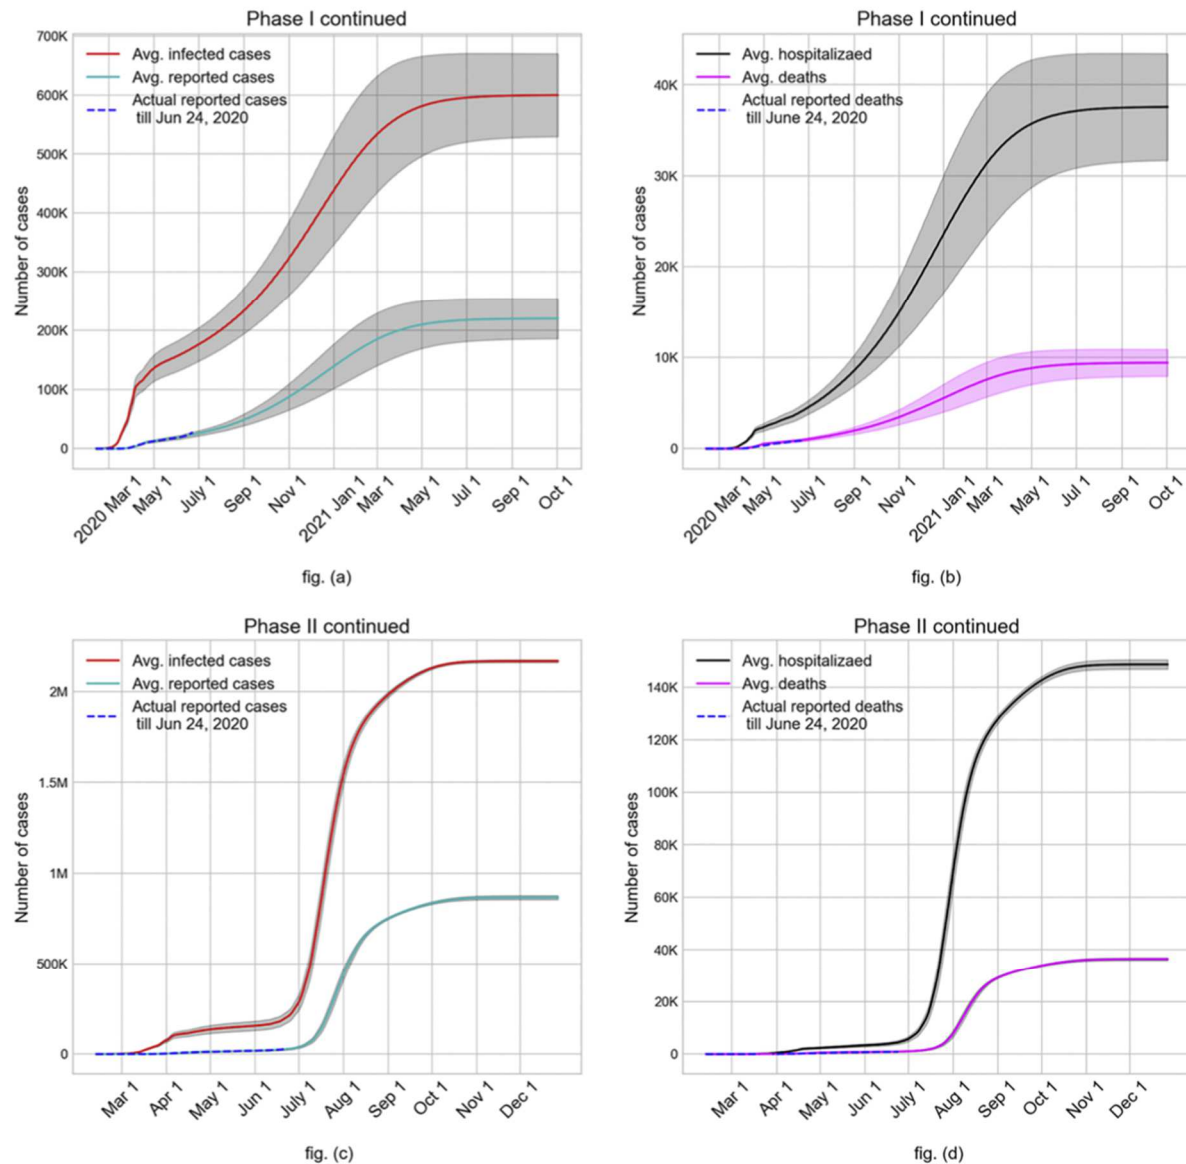 Phase I continued
700K
600K
500K
400K
300K
200K
100K
0
Number of cases
Avg. infected cases
Avg. reported cases
Actual reported cases
till Jun 24, 2020
2020 Mar 1
May 1
July 1
Sep 1
Nov 1
2021 Jan 1
Mar 1
May 1
Jul 1
Sep 1
Oct 1
fig. (a)
Phase I continued
40K
30K
20K
10K
0
Number of cases
Avg. hospitalizaed
Avg. deaths
Actual reported deaths
till June 24, 2020
2020 Mar 1
May 1
July 1
Sep 1
Nov 1
2021 Jan 1
Mar 1
May 1
Jul 1
Sep 1
Oct 1
fig. (b)
Phase II continued
2M
1.5M
1M
500K
0
Number of cases
Avg. infected cases
Avg. reported cases
Actual reported cases
till Jun 24, 2020
Mar 1
Apr 1
May 1
Jun 1
July 1
Aug 1
Sep 1
Oct 1
Nov 1
Dec 1
fig. (c)
Phase II continued
140K
120K
100K
80K
60K
40K
20K
0
Number of cases
Avg. hospitalizaed
Avg. deaths
Actual reported deaths
till June 24, 2020
Mar 1
Apr 1
May 1
Jun 1
July 1
Aug 1
Sep 1
Oct 1
Nov 1
Dec 1
fig. (d)